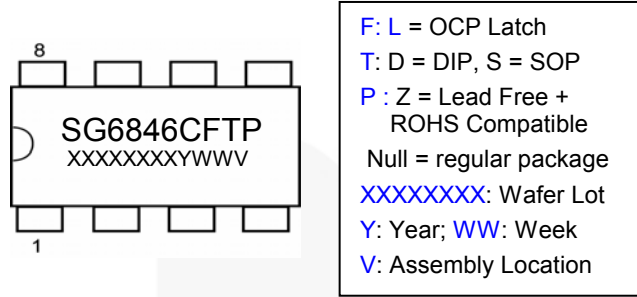 8
SG6846CFTP
XXXXXXXXYWWV
1
F: L = OCP Latch
T: D = DIP, S = SOP
P : Z = Lead Free +
ROHS Compatible
Null = regular package
XXXXXXXX: Wafer Lot
Y: Year; WW: Week
V: Assembly Location